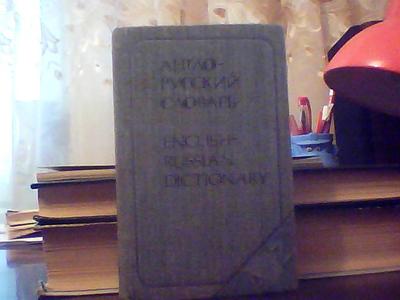 АНГЛО-
РУССКИЙ
СЛОВАРЬ
ENGLISH-
RUSSIAN
DICTIONARY